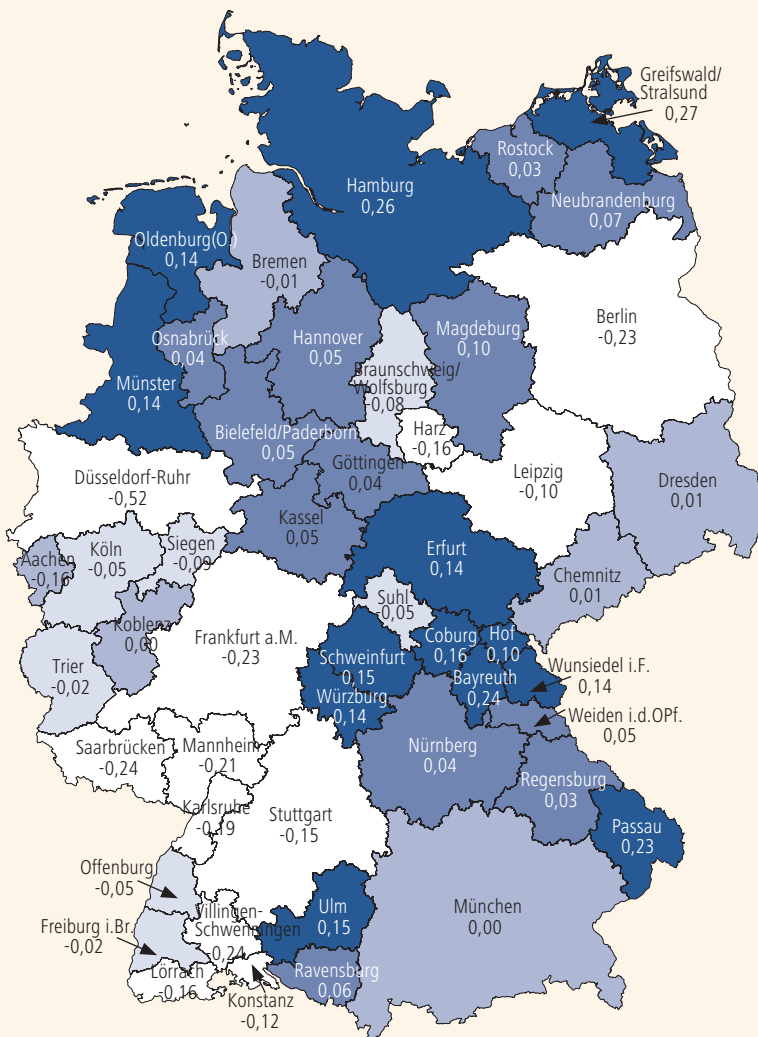 Greifswald/
Stralsund
0,27
Rostock
0,03
Hamburg
0,26
Neubrandenburg
0,07
Oldenburg(O.)
0,14
Bremen
-0,01
Berlin
-0,23
Osnabrück
0,04
Hannover
0,05
Magdeburg
0,10
Braunschweig/
Wolfsburg
-0,08
Münster
0,14
Bielefeld/Paderborn
0,05
Harz
-0,16
Göttingen
0,04
Leipzig
-0,10
Dresden
0,01
Düsseldorf-Ruhr
-0,52
Kassel
0,05
Erfurt
0,14
Köln
-0,05
Siegen
-0,09
Aachen
-0,16
Chemnitz
0,01
Suhl
-0,05
Koblenz
0,00
Frankfurt a.M.
-0,23
Coburg
0,16
Hof
0,10
Trier
-0,02
Schweinfurt
0,15
Würzburg
0,14
Bayreuth
0,24
Wunsiedel i.F.
0,14
Weiden i.d.OPf.
0,05
Saarbrücken
-0,24
Mannheim
-0,21
Nürnberg
0,04
Regensburg
0,03
Karlsruhe
-0,19
Stuttgart
-0,15
Passau
0,23
Offenburg
-0,05
Freiburg i.Br.
-0,02
Villingen-
Schwenningen
-0,24
Ulm
0,15
München
0,00
Lörrach
-0,16
Konstanz
-0,12
Ravensburg
0,06